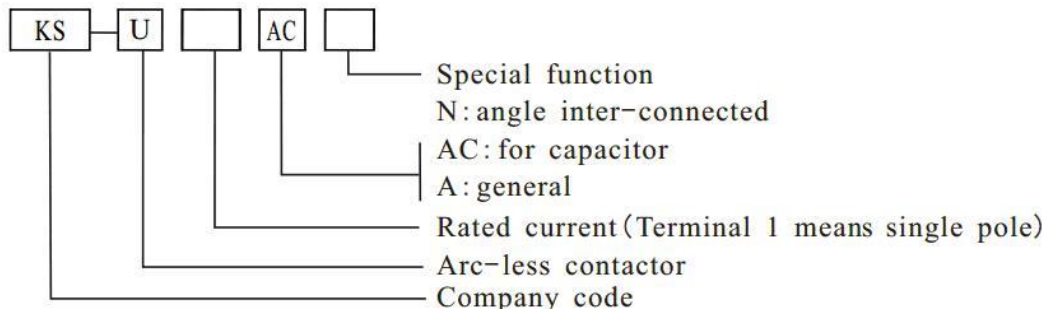 KS U AC
Special function
N:angle inter-connected
AC:for capacitor
A:general
Rated current(Terminal 1 means single pole)
Arc-less contactor
Company code